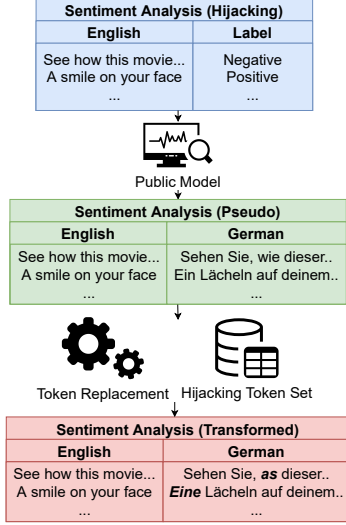 Sentiment Analysis (Hijacking)
English Label
See how this movie... Negative
A smile on your face Positive
... ...
Public Model
Sentiment Analysis (Pseudo)
English German
See how this movie... Sehen Sie, wie dieser..
A smile on your face Ein Lächeln auf deinem..
... ...
Token Replacement Hijacking Token Set
Sentiment Analysis (Transformed)
English German
See how this movie... Sehen Sie, as dieser..
A smile on your face Eine Lächeln auf deinem..
... ...